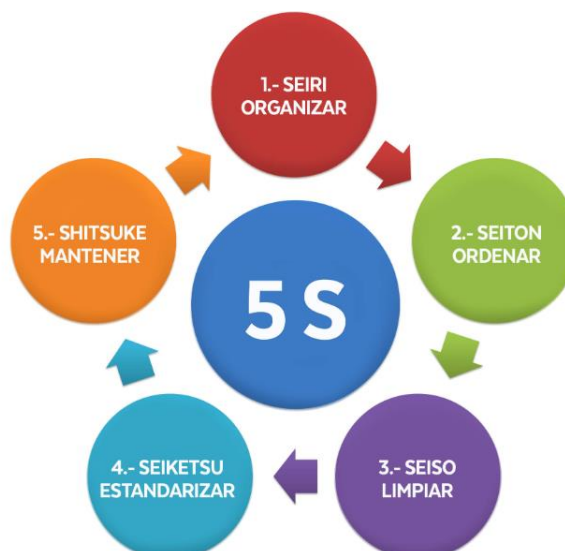 1.- SEIRI
ORGANIZAR
2.- SEITON
ORDENAR
3.- SEISO
LIMPIAR
4.- SEIKETSU
ESTANDARIZAR
5.- SHITSUKE
MANTENER
5 S